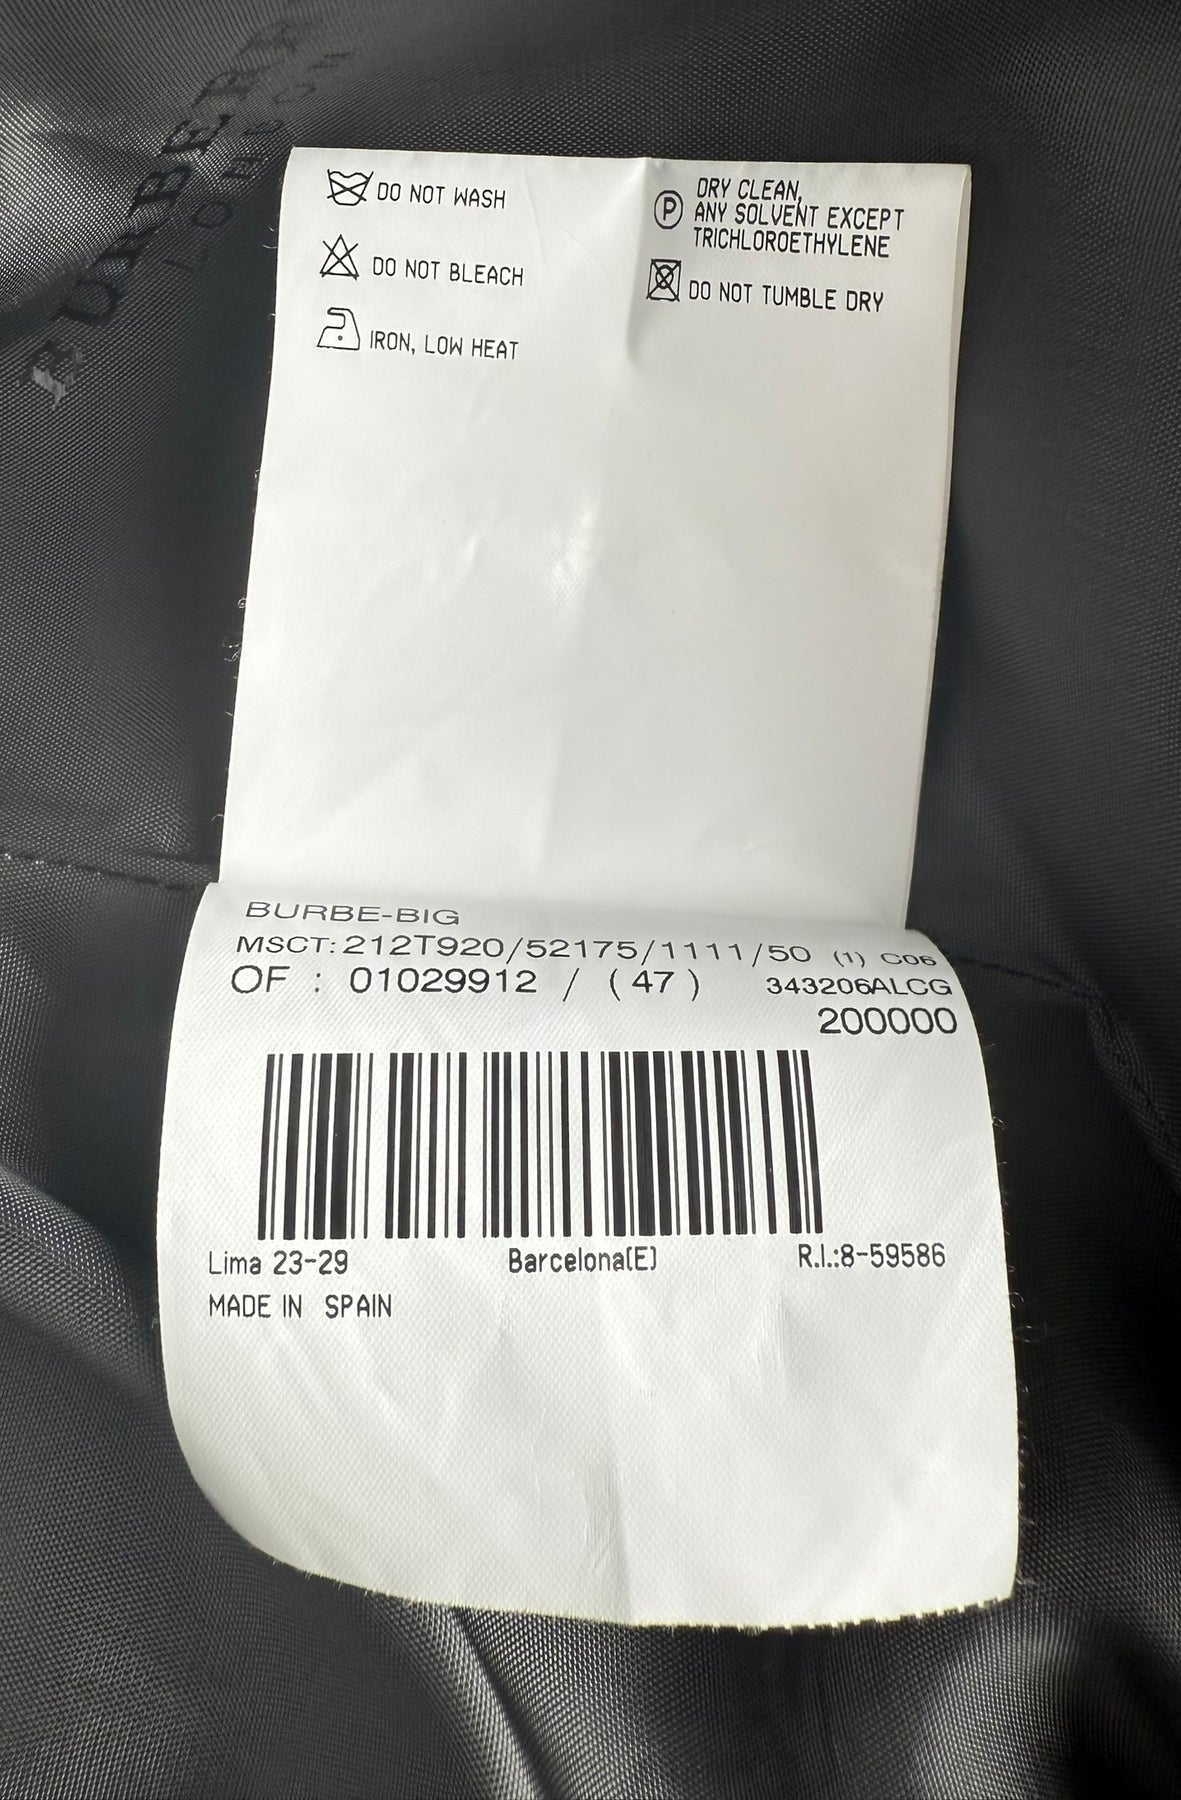 BURBERRY
LONDON
DO NOT WASH
DO NOT BLEACH
IRON, LOW HEAT
P
DRY CLEAN,
ANY SOLVENT EXCEPT
TRICHLOROETHYLENE
DO NOT TUMBLE DRY
BURBE-BIG
MSCT:212T920/52175/1111/50 (1) C06
OF : 01029912 / (47) 343206ALCG
200000
Lima 23-29 Barcelona(E) R.I.:8-59586
MADE IN SPAIN